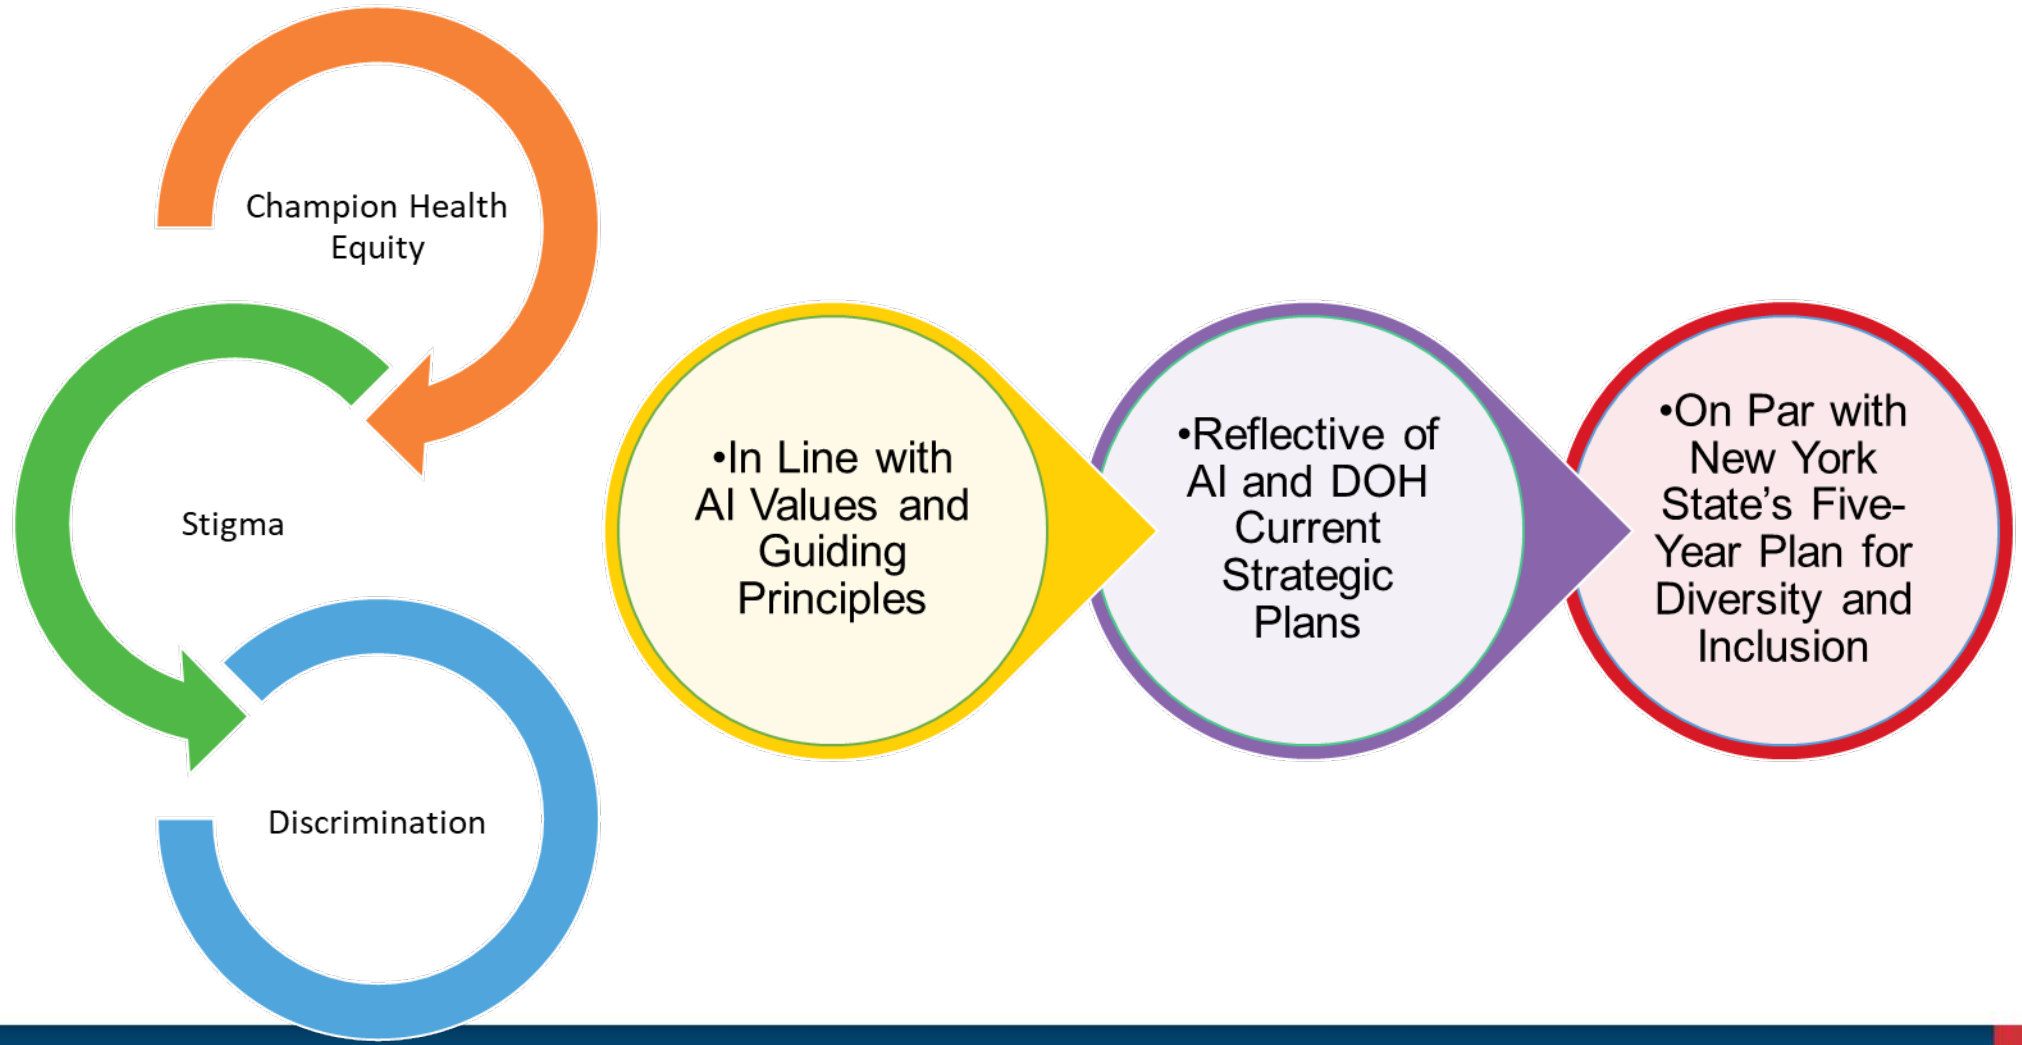 Champion Health
Equity
Stigma
Discrimination
•In Line with
AI Values and
Guiding
Principles
•Reflective of
AI and DOH
Current
Strategic
Plans
•On Par with
New York
State’s Five-
Year Plan for
Diversity and
Inclusion